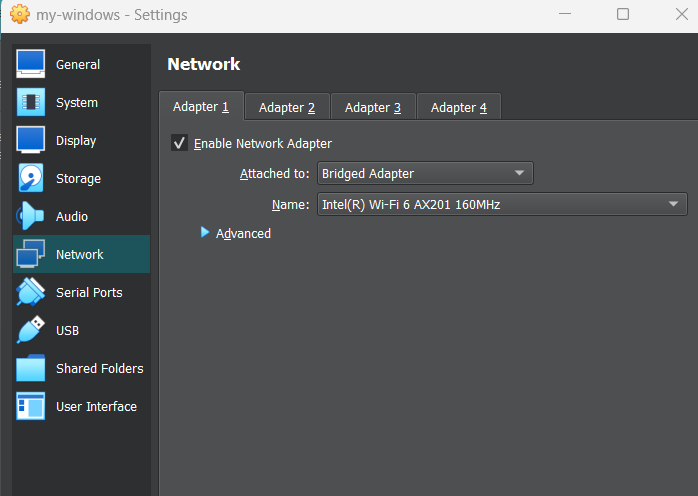 my-windows - Settings
General
System
Display
Storage
Audio
Network
Serial Ports
USB
Shared Folders
User Interface
Network
Adapter 1
Adapter 2
Adapter 3
Adapter 4
Enable Network Adapter
Attached to: Bridged Adapter
Name: Intel(R) Wi-Fi 6 AX201 160MHz
Advanced